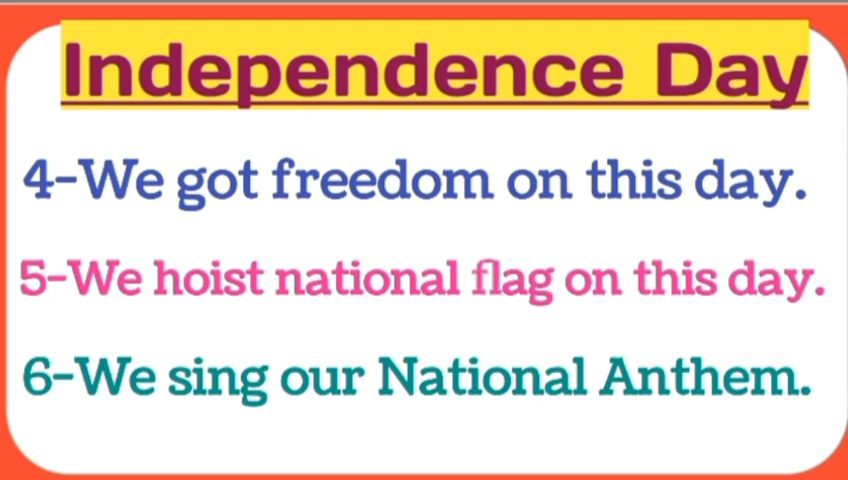 Independence Day
4-We got freedom on this day.
5-We hoist national flag on this day.
6-We sing our National Anthem.